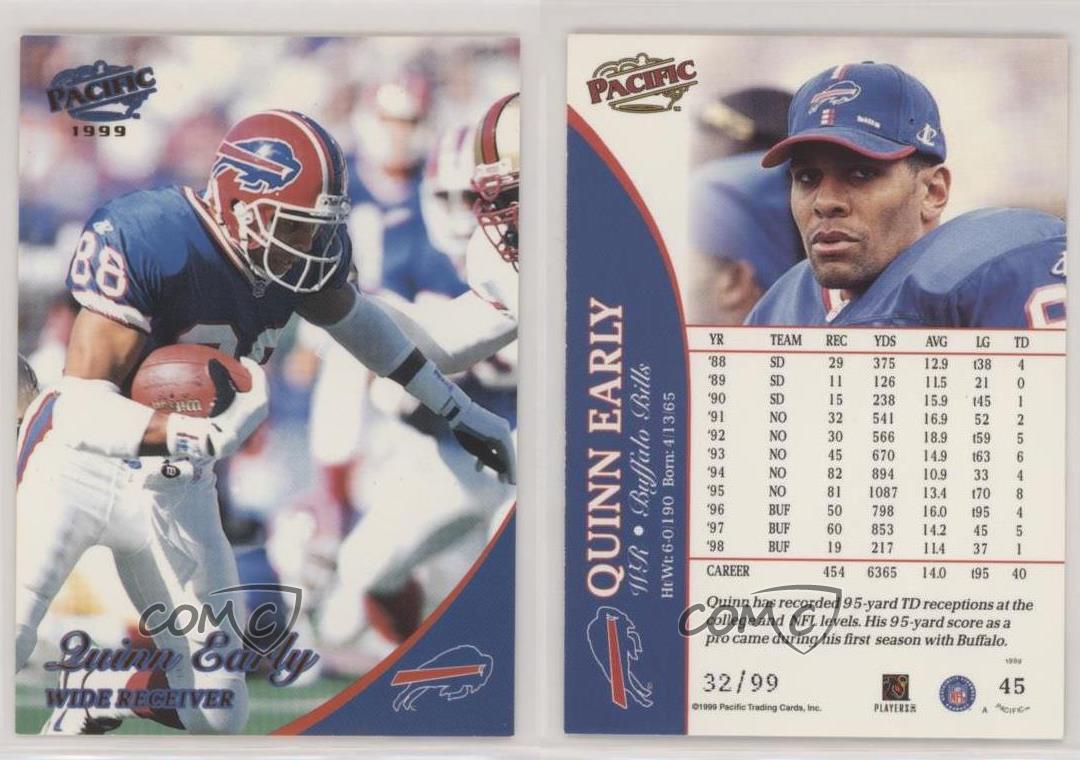 PACIFIC
1999
88
COMC
Quinn Early
WIDE RECEIVER
PACIFIC
bills
QUINN EARLY
WR • Buffalo Bills
Ht/Wt: 6-0/190 Born: 4/13/65
YR TEAM REC YDS AVG LG TD
'88 SD 29 375 12.9 t38 4
'89 SD 11 126 11.5 21 0
'90 SD 15 238 15.9 t45 1
'91 NO 32 541 16.9 52 2
'92 NO 30 566 18.9 t59 5
'93 NO 45 670 14.9 t63 6
'94 NO 82 894 10.9 33 4
'95 NO 81 1087 13.4 t70 8
'96 BUF 50 798 16.0 t95 4
'97 BUF 60 853 14.2 45 5
'98 BUF 19 217 11.4 37 1
CAREER 454 6365 14.0 t95 40
COMC
Quinn has recorded 95-yard TD receptions at the
college and NFL levels. His 95-yard score as a
pro came during his first season with Buffalo.
32/99
©1999 Pacific Trading Cards, Inc.
PLAYERS INC
NFL
1999
A PACIFIC
45